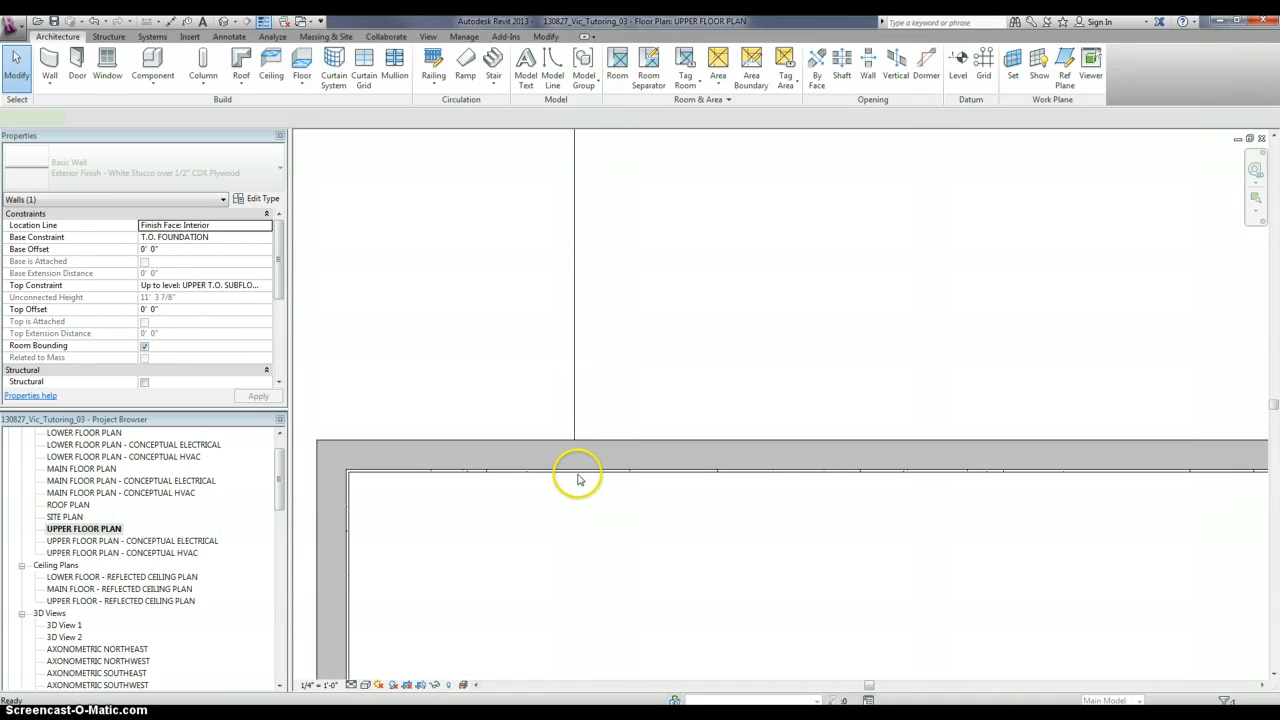 Autodesk Revit 2013 - 130827_Vic_Tutoring_03 - Floor Plan: UPPER FLOOR PLAN
Type a keyword or phrase
Sign In
Architecture Structure Systems Insert Annotate Analyze Massing & Site Collaborate View Manage Add-Ins Modify
Modify Wall Door Window Component Column Roof Ceiling Floor Curtain System Curtain Grid Mullion Railing Ramp Stair Model Text Model Line Model Group Room Room Separator Tag Room Area Area Boundary Tag Area By Face Shaft Wall Vertical Dormer Level Grid Set Show Ref Plane Viewer
Select Build Circulation Model Room & Area Opening Datum Work Plane
Properties
Basic Wall
Exterior Finish - White Stucco over 1/2" CDX Plywood
Walls (1) Edit Type
Constraints
Location Line Finish Face: Interior
Base Constraint T.O. FOUNDATION
Base Offset 0' 0"
Base is Attached
Base Extension Distance 0' 0"
Top Constraint Up to level: UPPER T.O. SUBFLO...
Unconnected Height 11' 3 7/8"
Top Offset 0' 0"
Top is Attached
Top Extension Distance 0' 0"
Room Bounding
Related to Mass
Structural
Structural
Properties help Apply
130827_Vic_Tutoring_03 - Project Browser
LOWER FLOOR PLAN
LOWER FLOOR PLAN - CONCEPTUAL ELECTRICAL
LOWER FLOOR PLAN - CONCEPTUAL HVAC
MAIN FLOOR PLAN
MAIN FLOOR PLAN - CONCEPTUAL ELECTRICAL
MAIN FLOOR PLAN - CONCEPTUAL HVAC
ROOF PLAN
SITE PLAN
UPPER FLOOR PLAN
UPPER FLOOR PLAN - CONCEPTUAL ELECTRICAL
UPPER FLOOR PLAN - CONCEPTUAL HVAC
Ceiling Plans
LOWER FLOOR - REFLECTED CEILING PLAN
MAIN FLOOR - REFLECTED CEILING PLAN
UPPER FLOOR - REFLECTED CEILING PLAN
3D Views
3D View 1
3D View 2
AXONOMETRIC NORTHEAST
AXONOMETRIC NORTHWEST
AXONOMETRIC SOUTHEAST
AXONOMETRIC SOUTHWEST
1/4" = 1'-0"
Ready :0 Main Model :1
Screencast-O-Matic.com